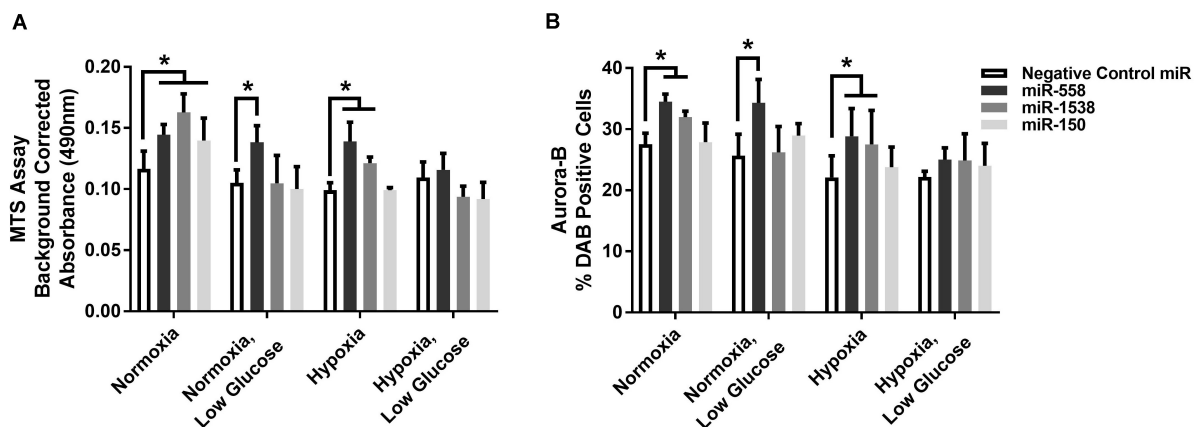 A
MTS Assay
Background Corrected
Absorbance (490nm)
0.20
0.15
0.10
0.05
0.00
*
*
*
Normoxia
Normoxia,
Low Glucose
Hypoxia
Hypoxia,
Low Glucose
B
Aurora-B
% DAB Positive Cells
40
30
20
10
0
*
*
*
Normoxia
Normoxia,
Low Glucose
Hypoxia
Hypoxia,
Low Glucose
Negative Control miR
miR-558
miR-1538
miR-150